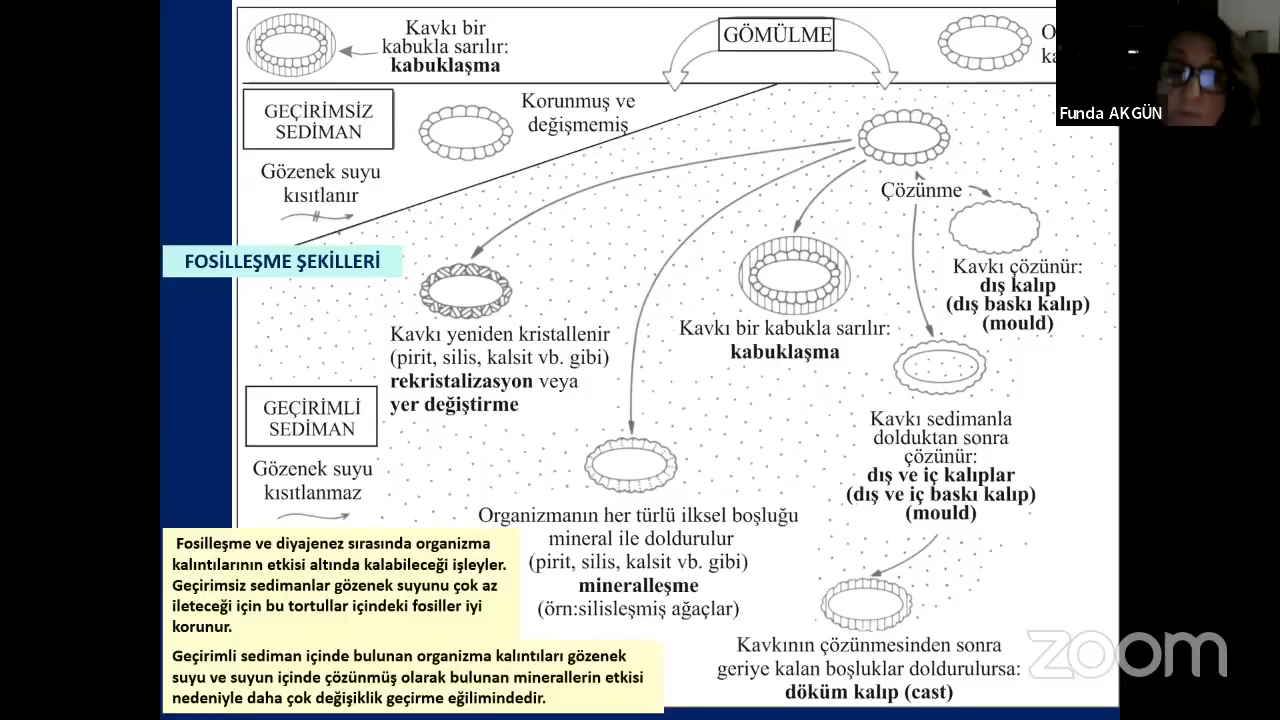 Kavkı bir
kabukla sarılır:
kabuklaşma
GÖMÜLME
Funda AKGÜN
GEÇİRİMSİZ
SEDİMAN
Korunmuş ve
değişmemiş
Gözenek suyu
kısıtlanır
Çözünme
FOSİLLEŞME ŞEKİLLERİ
Kavkı çözünür:
dış kalıp
(dış baskı kalıp)
(mould)
Kavkı yeniden kristallenir
(pirit, silis, kalsit vb. gibi)
rekristalizasyon veya
yer değiştirme
Kavkı bir kabukla sarılır:
kabuklaşma
GEÇİRİMLİ
SEDİMAN
Gözenek suyu
kısıtlanmaz
Kavkı sedimanla
dolduktan sonra
çözünür:
dış ve iç kalıplar
(dış ve iç baskı kalıp)
(mould)
Organizmanın her türlü ilksel boşluğu
mineral ile doldurulur
(pirit, silis, kalsit vb. gibi)
mineralleşme
(örn:silisleşmiş ağaçlar)
Fosilleşme ve diyajenez sırasında organizma
kalıntılarının etkisi altında kalabileceği işleyler.
Geçirimsiz sedimanlar gözenek suyunu çok az
ileteceği için bu tortullar içindeki fosiller iyi
korunur.
Geçirimli sediman içinde bulunan organizma kalıntıları gözenek
suyu ve suyun içinde çözünmüş olarak bulunan minerallerin etkisi
nedeniyle daha çok değişiklik geçirme eğilimindedir.
Kavkının çözünmesinden sonra
geriye kalan boşluklar doldurulursa:
döküm kalıp (cast)
zoom